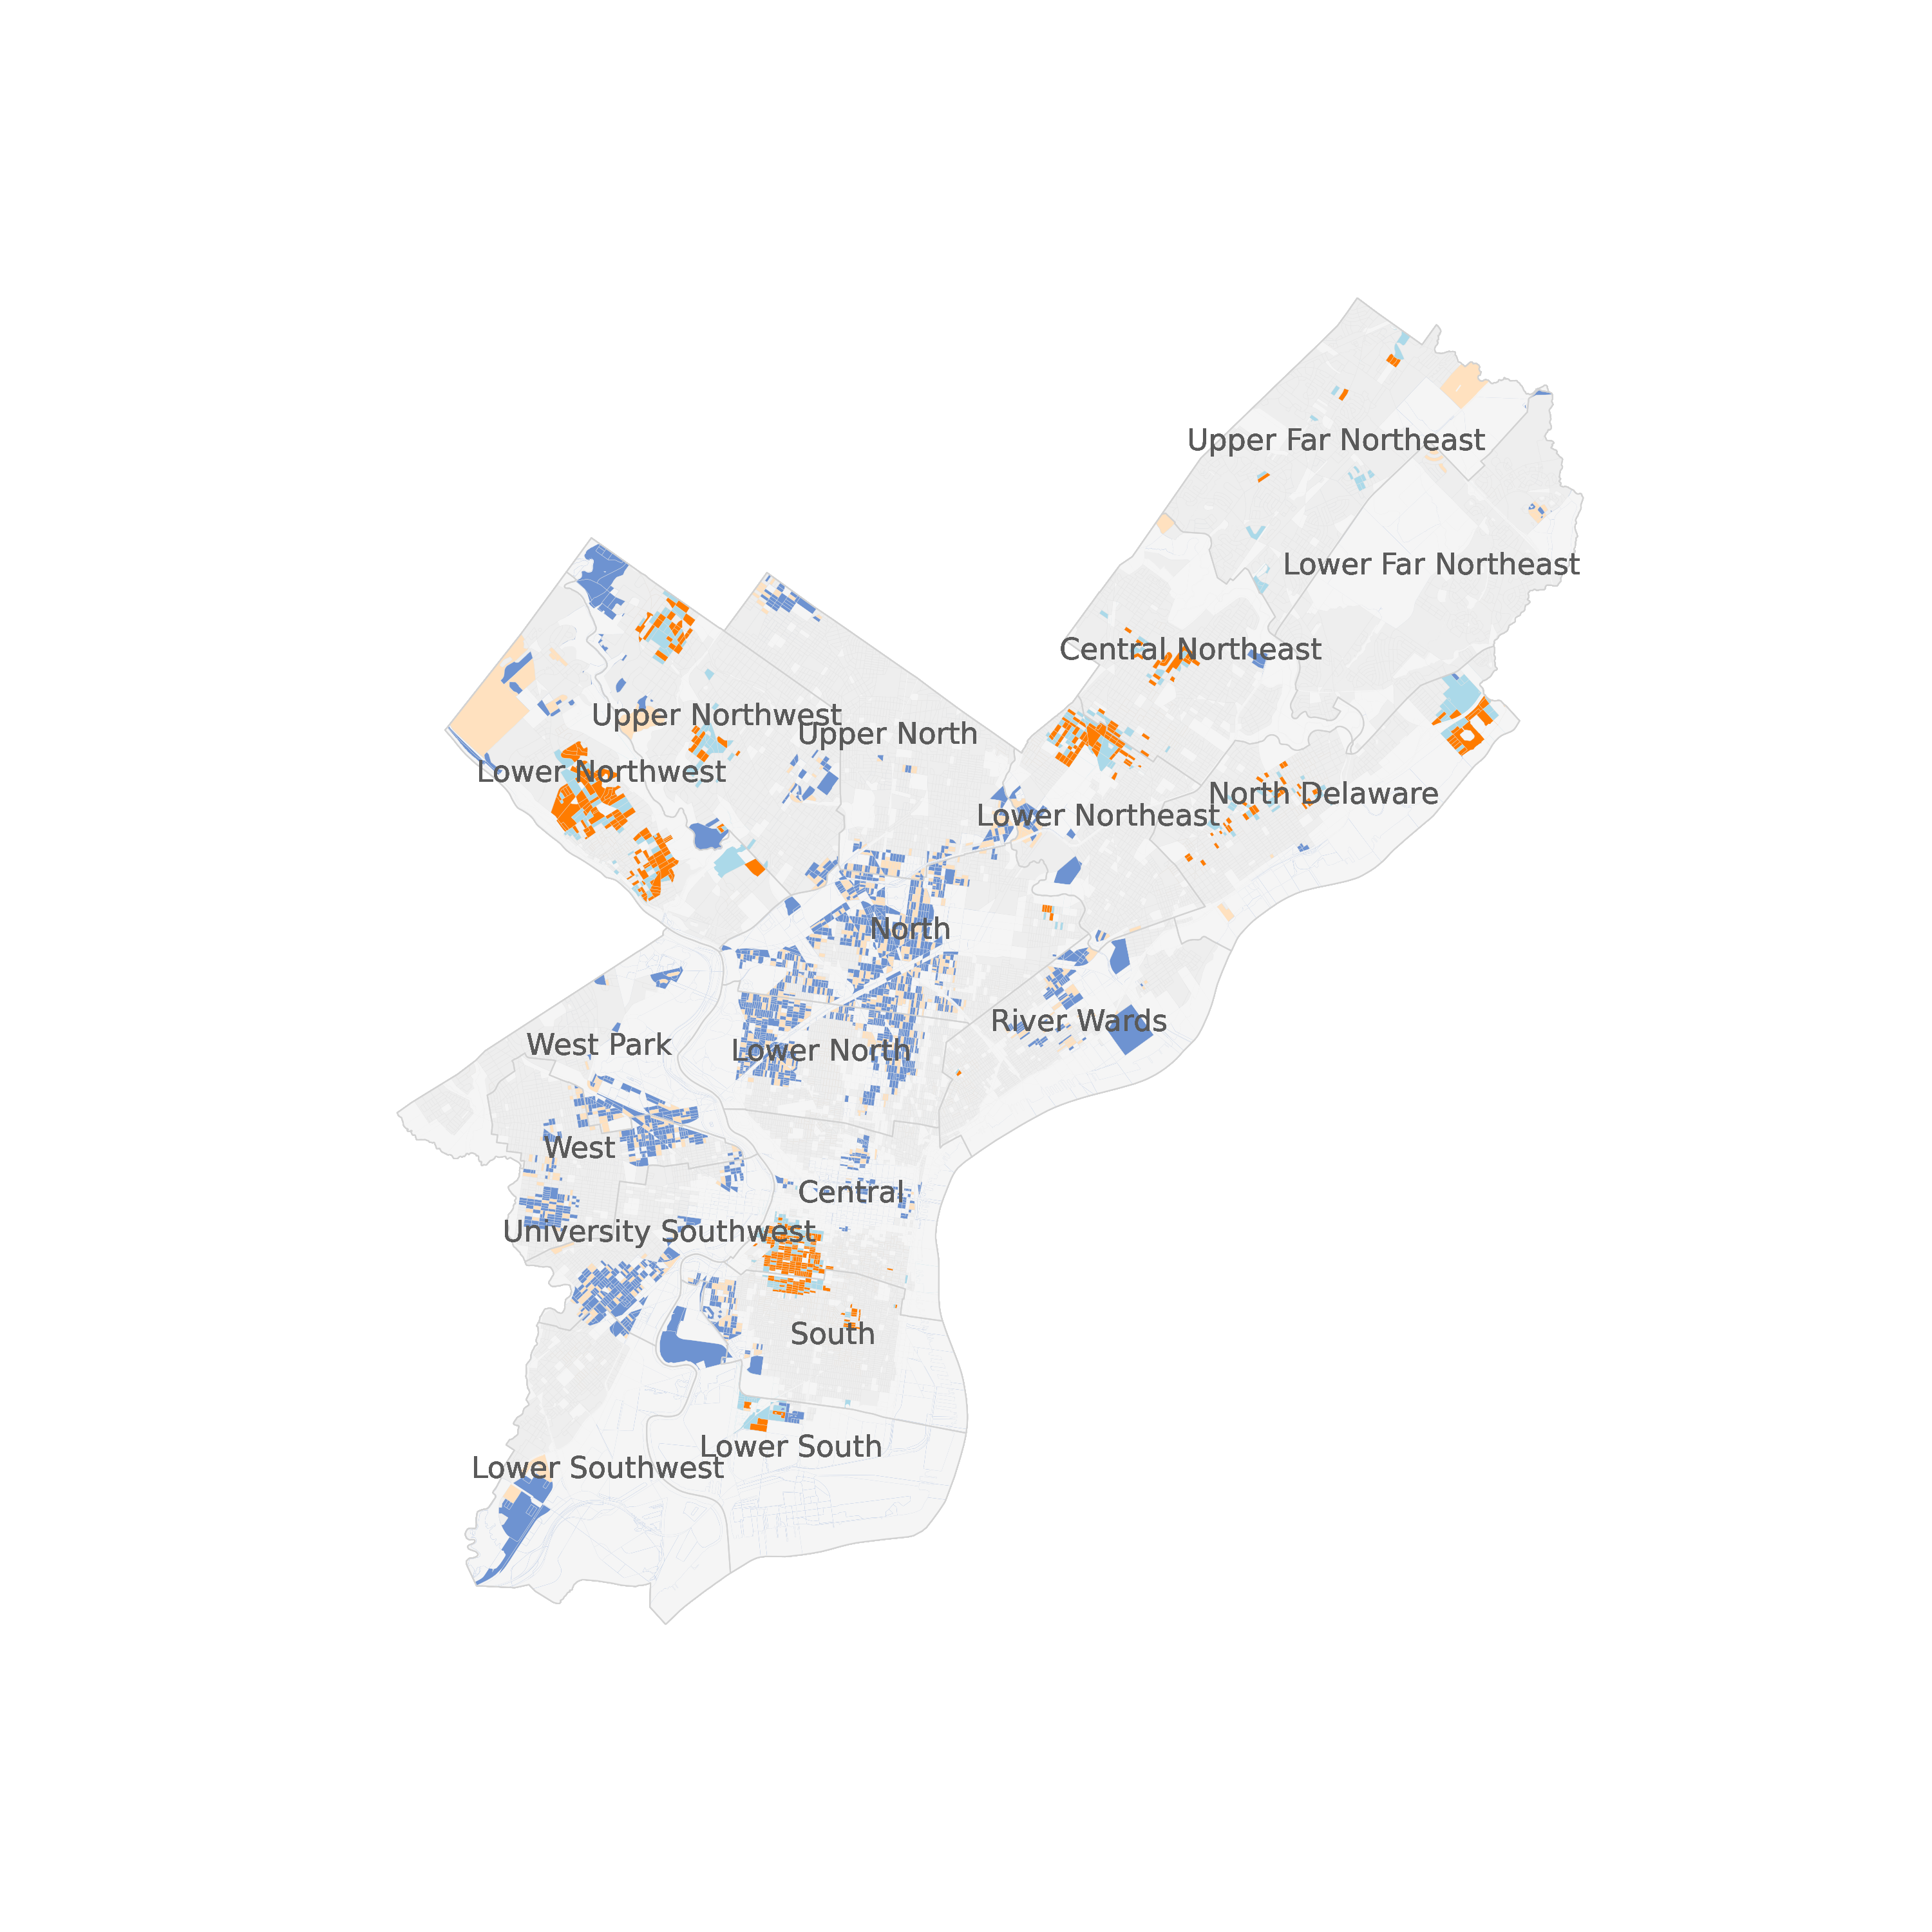 Upper Far Northeast
Lower Far Northeast
Central Northeast
Upper Northwest
Upper North
Lower Northwest
North Delaware
Lower Northeast
North
River Wards
West Park
Lower North
West
Central
University Southwest
South
Lower South
Lower Southwest